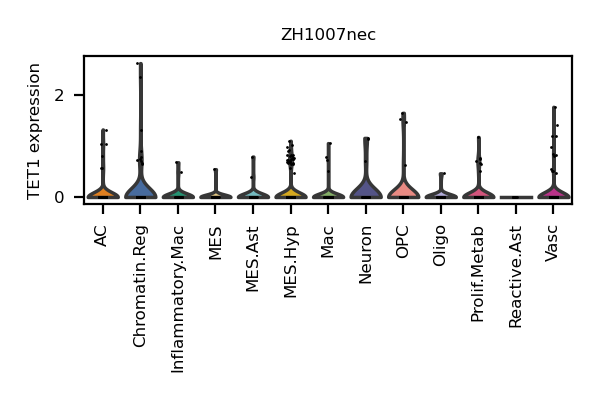 ZH1007nec
TET1 expression
2
0
AC
Chromatin.Reg
Inflammatory.Mac
MES
MES.Ast
MES.Hyp
Mac
Neuron
OPC
Oligo
Prolif.Metab
Reactive.Ast
Vasc